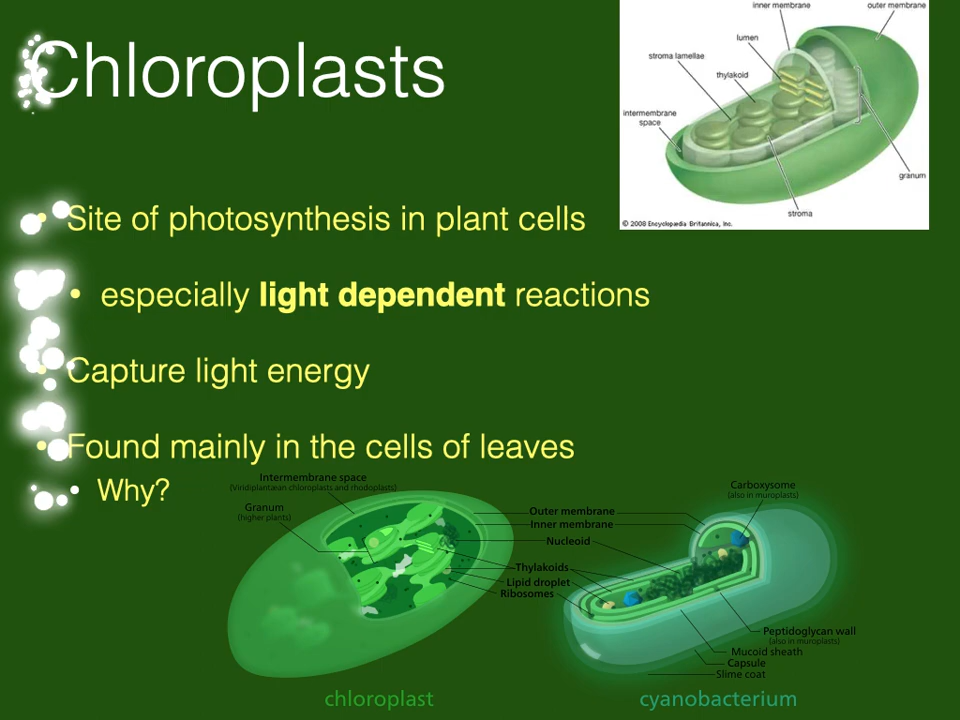 Chloroplasts
inner membrane
outer membrane
lumen
stroma lamellae
thylakoid
intermembrane
space
granum
stroma
© 2008 Encyclopædia Britannica, Inc.
• Site of photosynthesis in plant cells
• especially light dependent reactions
• Capture light energy
• Found mainly in the cells of leaves
• Why?
Intermembrane space
(Viridiplantaean chloroplasts and rhodoplasts)
Granum
(higher plants)
Outer membrane
Inner membrane
Nucleoid
Thylakoids
Lipid droplet
Ribosomes
Carboxysome
(also in muroplasts)
Peptidoglycan wall
(also in muroplasts)
Mucoid sheath
Capsule
Slime coat
chloroplast
cyanobacterium